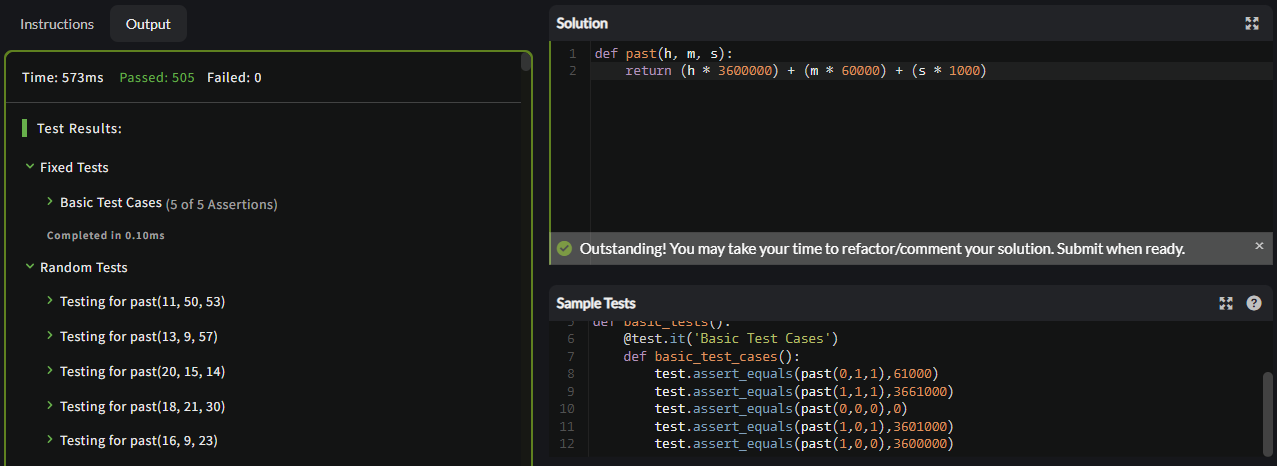 Instructions Output
Time: 573ms Passed: 505 Failed: 0
Test Results:
Fixed Tests
Basic Test Cases (5 of 5 Assertions)
Completed in 0.10ms
Random Tests
Testing for past(11, 50, 53)
Testing for past(13, 9, 57)
Testing for past(20, 15, 14)
Testing for past(18, 21, 30)
Testing for past(16, 9, 23)
Solution
1 def past(h, m, s):
2 return (h * 3600000) + (m * 60000) + (s * 1000)
Outstanding! You may take your time to refactor/comment your solution. Submit when ready. ×
Sample Tests ?
5 def basic_tests():
6 @test.it('Basic Test Cases')
7 def basic_test_cases():
8 test.assert_equals(past(0,1,1),61000)
9 test.assert_equals(past(1,1,1),3661000)
10 test.assert_equals(past(0,0,0),0)
11 test.assert_equals(past(1,0,1),3601000)
12 test.assert_equals(past(1,0,0),3600000)